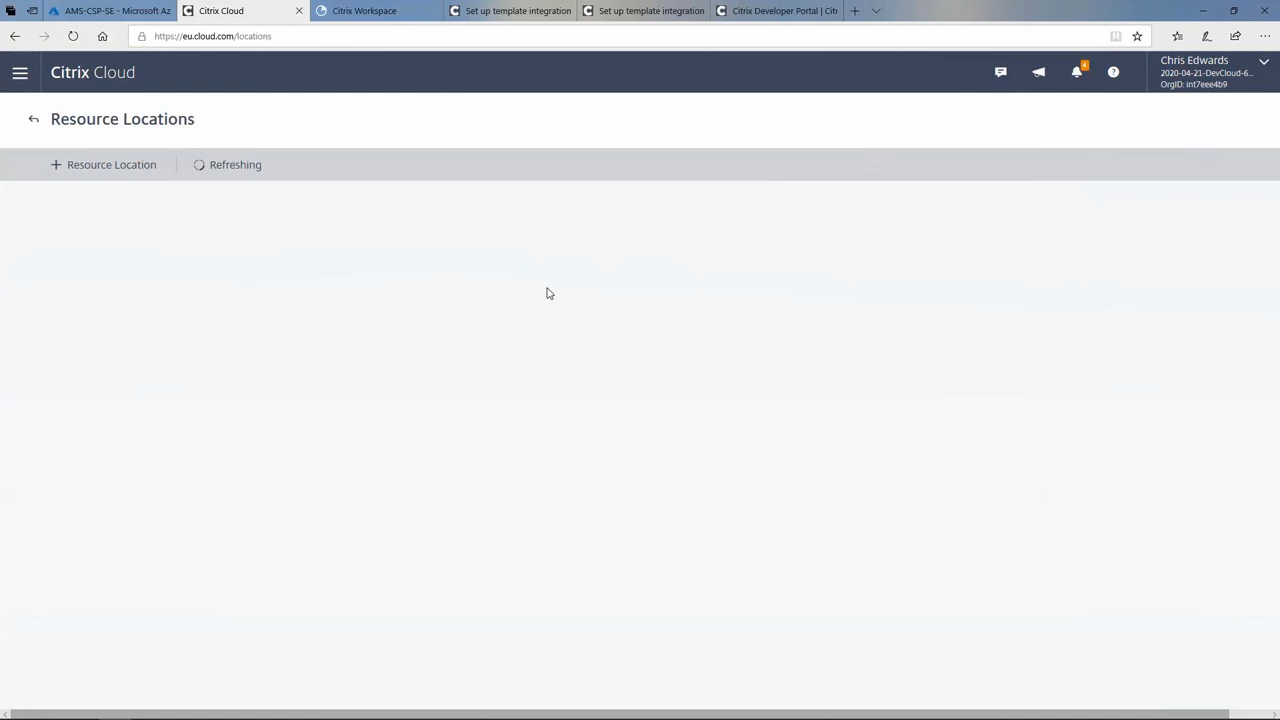 AMS-CSP-SE - Microsoft Az
Citrix Cloud
Citrix Workspace
Set up template integration
Set up template integration
Citrix Developer Portal | Citr
https://eu.cloud.com/locations
Citrix Cloud
4
Chris Edwards
2020-04-21-DevCloud-6...
OrgID: int7eee4b9
Resource Locations
+ Resource Location
Refreshing